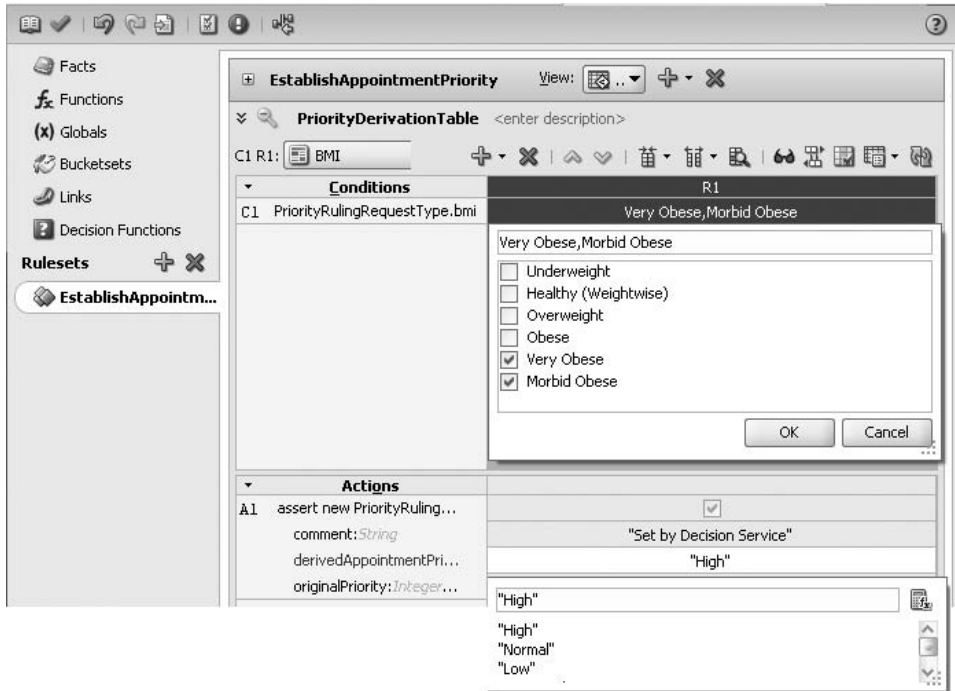 Facts
fx Functions
(x) Globals
Bucketsets
Links
Decision Functions
Rulesets
EstablishAppointm...
EstablishAppointmentPriority View: ..
PriorityDerivationTable <enter description>
C1 R1: BMI
Conditions R1
C1 PriorityRulingRequestType.bmi Very Obese,Morbid Obese
Very Obese,Morbid Obese
Underweight
Healthy (Weightwise)
Overweight
Obese
Very Obese
Morbid Obese
OK Cancel
Actions
A1 assert new PriorityRuling...
comment:String "Set by Decision Service"
derivedAppointmentPri... "High"
originalPriority:Integer...
"High"
"High"
"Normal"
"Low"